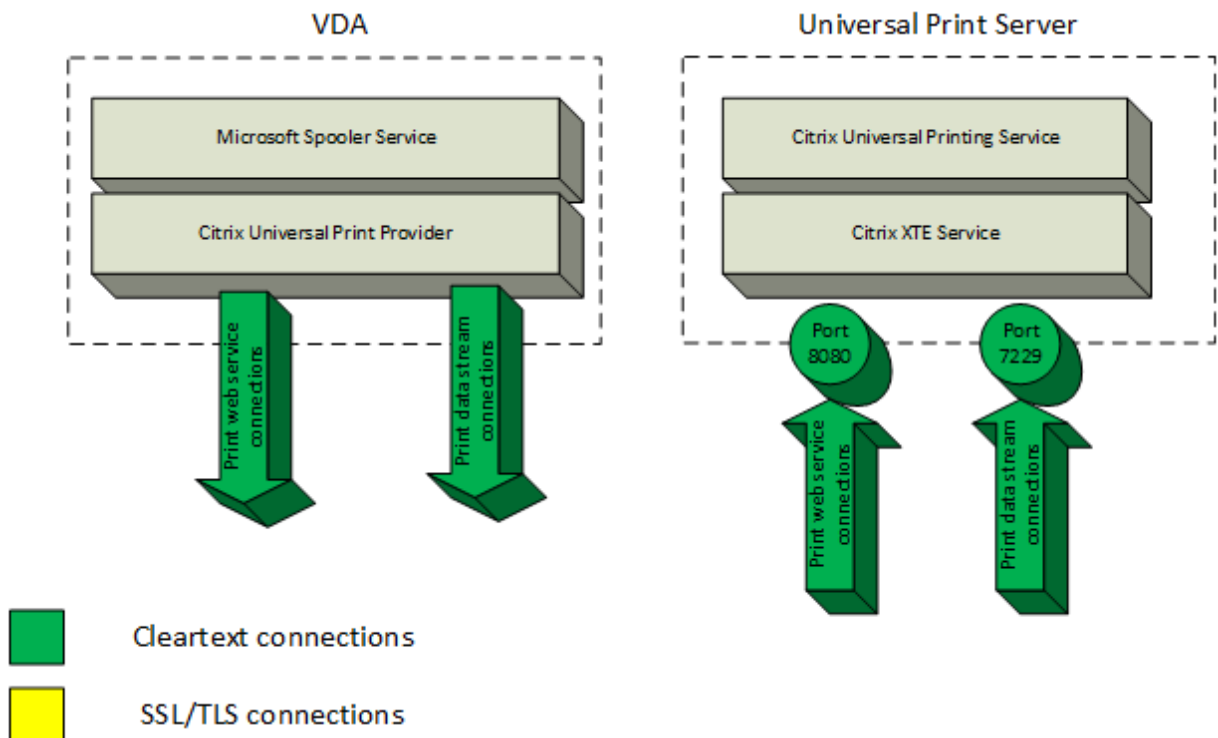 VDA
Universal Print Server
Microsoft Spooler Service
Citrix Universal Print Provider
Citrix Universal Printing Service
Citrix XTE Service
Print web service
connections
Print data stream
connections
Port
8080
Port
7229
Print web service
connections
Print data stream
connections
Cleartext connections
SSL/TLS connections